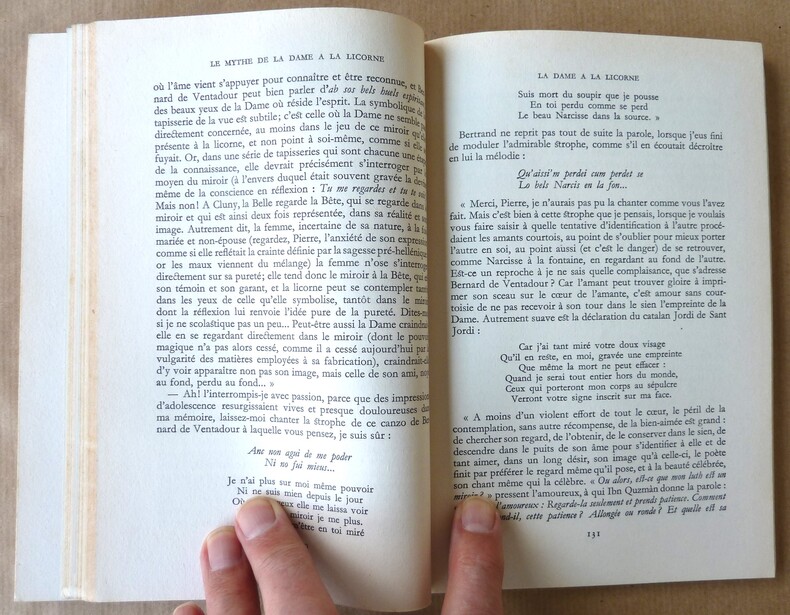 LE MYTHE DE LA DAME A LA LICORNE
où l'âme vient s'appuyer pour connaître et être reconnue, et Ber
nard de Ventadour peut bien parler d'ab sos bels huels
des beaux yeux de la Dame où réside l'esprit. La symbolique de
tapisserie de la vue est subtile; c'est celle où la Dame ne semble
directement concernée, au moins dans le jeu de ce miroir qu'
présente à la licorne, et non point à soi-même, comme si elle
fuyait. Or, dans une série de tapisseries qui sont chacune une
de la connaissance, elle devrait précisément s'interroger
moyen du miroir (à l'envers duquel était souvent gravée la
même de la conscience en réflexion : Tu me regardes et tu te
Mais non! A Cluny, la Belle regarde la Bête, qui se regarde dans
miroir et qui est ainsi deux fois représentée, dans sa réalité et
image. Autrement dit, la femme, incertaine de sa nature, à la
mariée et non-épouse (regardez, Pierre, l'anxiété de son expression
comme si elle reflétait la crainte définie par la sagesse pré-hellénique
or les maux viennent du mélange) la femme n'ose s'interroger
directement sur sa pureté; elle tend donc le miroir à la Bête, qui
son témoin et son garant, et la licorne peut se contempler tantôt
dans les yeux de celle qu'elle symbolise, tantôt dans le miroir
dont la réflexion lui renvoie l'idée pure de la pureté. Dites-moi
si je ne scolastique pas un peu... Peut-être aussi la Dame
elle en se regardant directement dans le miroir (dont le pouvoir
magique n'a pas alors cessé, comme il a cessé aujourd'hui par
vulgarité des matières employées à sa fabrication), craindrait-elle
d'y voir apparaître non pas son image, mais celle de son ami,
au fond, perdu au fond... »
— Ah! l'interrompis-je avec passion, parce que des impressions
d'adolescence resurgissaient vives et presque douloureuses dans
ma mémoire, laissez-moi chanter la strophe de ce canzo de Ber
nard de Ventadour à laquelle vous pensez, je suis sûr :
Anc non agui de me poder
Ni no fui mieus...
Je n'ai plus sur moi même pouvoir
Ni ne suis mien depuis le jour
Où eux elle me laissa voir
miroir je me plus.
être en toi miré
LA DAME A LA LICORNE
Suis mort du soupir que je pousse
En toi perdu comme se perd
Le beau Narcisse dans la source. »
Bertrand ne reprit pas tout de suite la parole, lorsque j'eus fini
de moduler l'admirable strophe, comme s'il en écoutait décroître
en lui la mélodie :
Qu'aissi'm perdei cum perdet se
Lo bels Narcis en la fon...
« Merci, Pierre, je n'aurais pas pu la chanter comme vous l'avez
fait. Mais c'est bien à cette strophe que je pensais, lorsque je voulais
vous faire saisir à quelle tentative d'identification à l'autre procé-
daient les amants courtois, au point de s'oublier pour mieux porter
l'autre en soi, au point aussi (et c'est le danger) de se retrouver,
comme Narcisse à la fontaine, en regardant au fond de l'autre.
Est-ce un reproche à je ne sais quelle complaisance, que s'adresse
Bernard de Ventadour ? Car l'amant peut trouver gloire à impri-
mer son sceau sur le cœur de l'amante, c'est amour sans cour-
toisie de ne pas recevoir à son tour dans le sien l'empreinte de la
Dame. Autrement suave est la déclaration du catalan Jordi de Sant
Jordi :
Car j'ai tant miré votre doux visage
Qu'il en reste, en moi, gravée une empreinte
Que même la mort ne peut effacer :
Quand je serai tout entier hors du monde,
Ceux qui porteront mon corps au sépulcre
Verront votre signe inscrit sur ma face.
« A moins d'un violent effort de tout le cœur, le péril de la
contemplation, sans autre récompense, de la bien-aimée est grand :
de chercher son regard, de l'obtenir, de le conserver dans le sien, de
descendre dans le puits de son âme pour s'identifier à elle et de
tant aimer, dans un long désir, son image qu'à celle-ci, le poète
finit par préférer le regard même qu'il pose, et à la beauté célébrée,
son chant même qui la célèbre. « Ou alors, est-ce que mon luth est un
miroir? » pressent l'amoureux, à qui Ibn Quzmân donne la parole :
l'amoureux : Regarde-la seulement et prends patience. Comment
-il, cette patience ? Allongée ou ronde ? Et quelle est sa
131